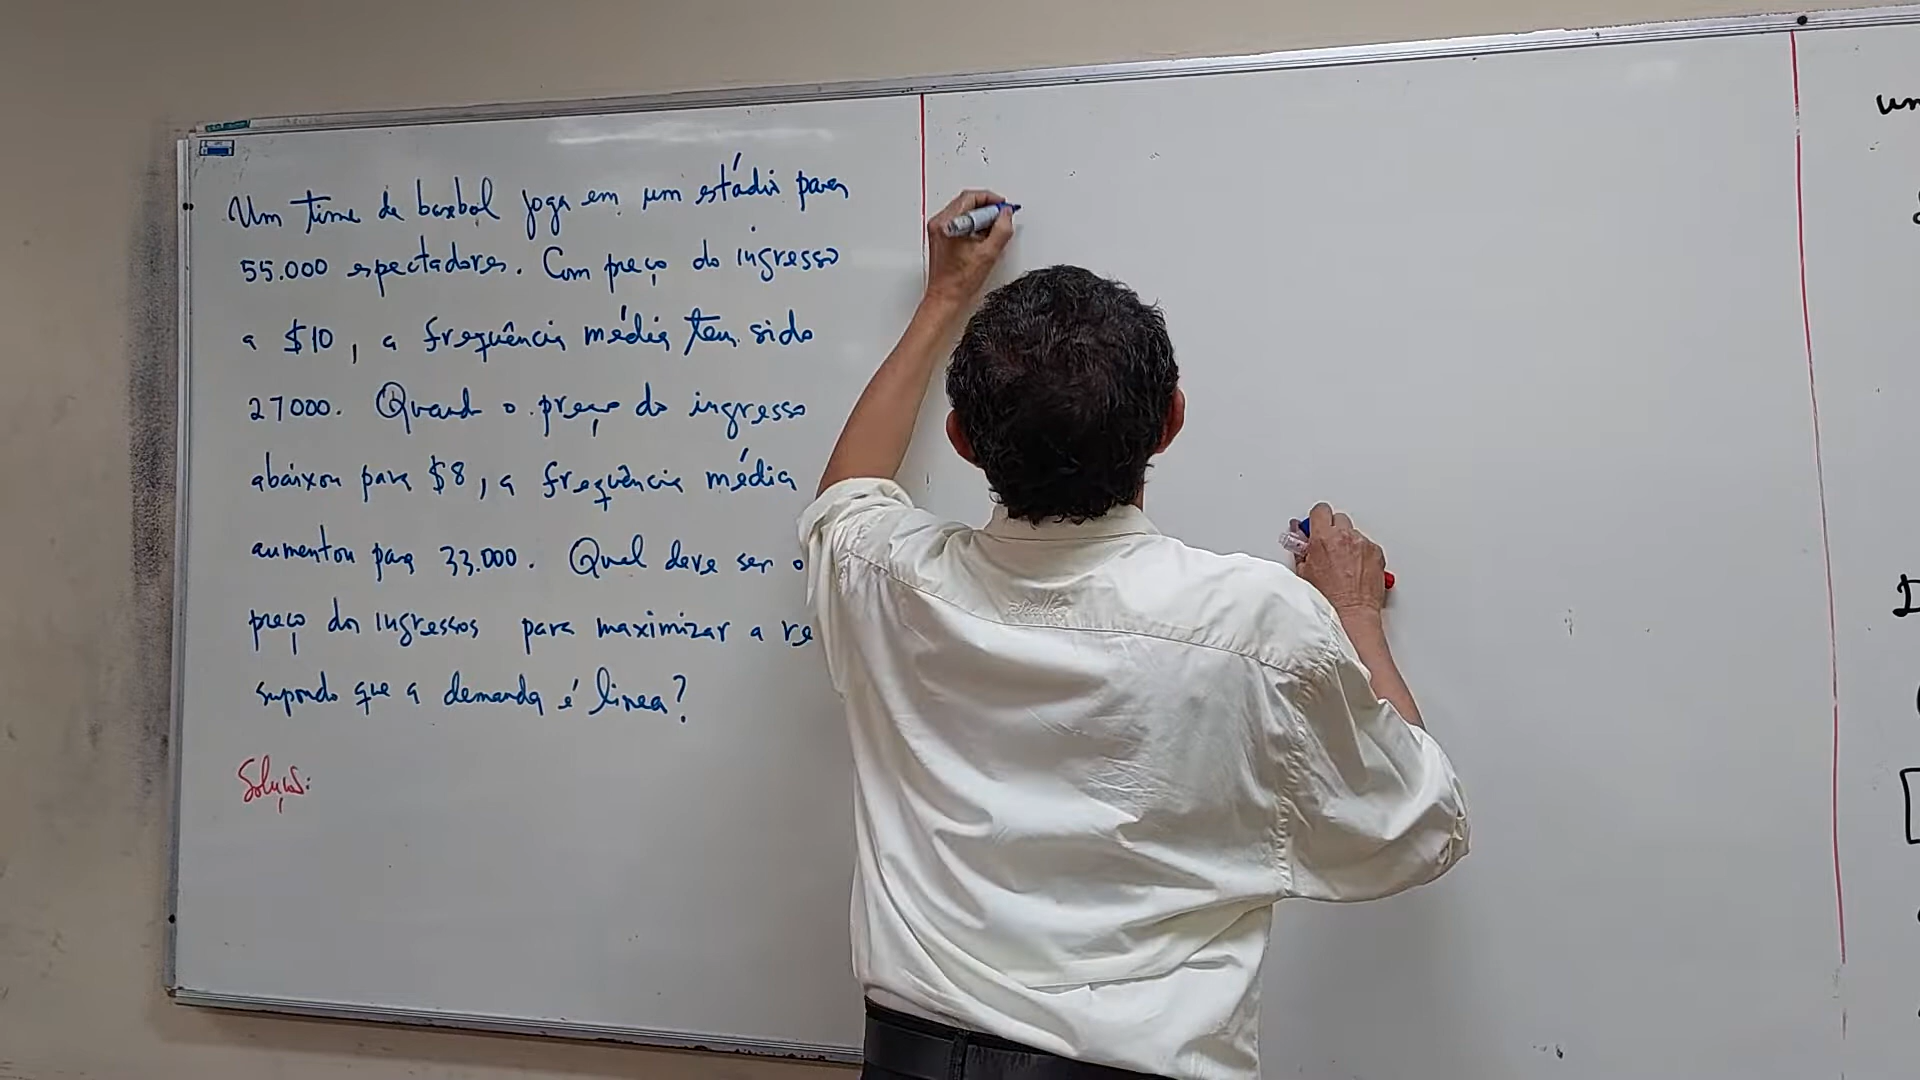 Um time de basebol joga em um estádio para
55.000 espectadores. Com preço do ingresso
a $10, a frequência média tem sido
27000. Quando o preço do ingresso
abaixou para $8, a frequência média
aumentou para 33.000. Qual deve ser o
preço dos ingressos para maximizar a re
supondo que a demanda é linea?
Solução:
un
D